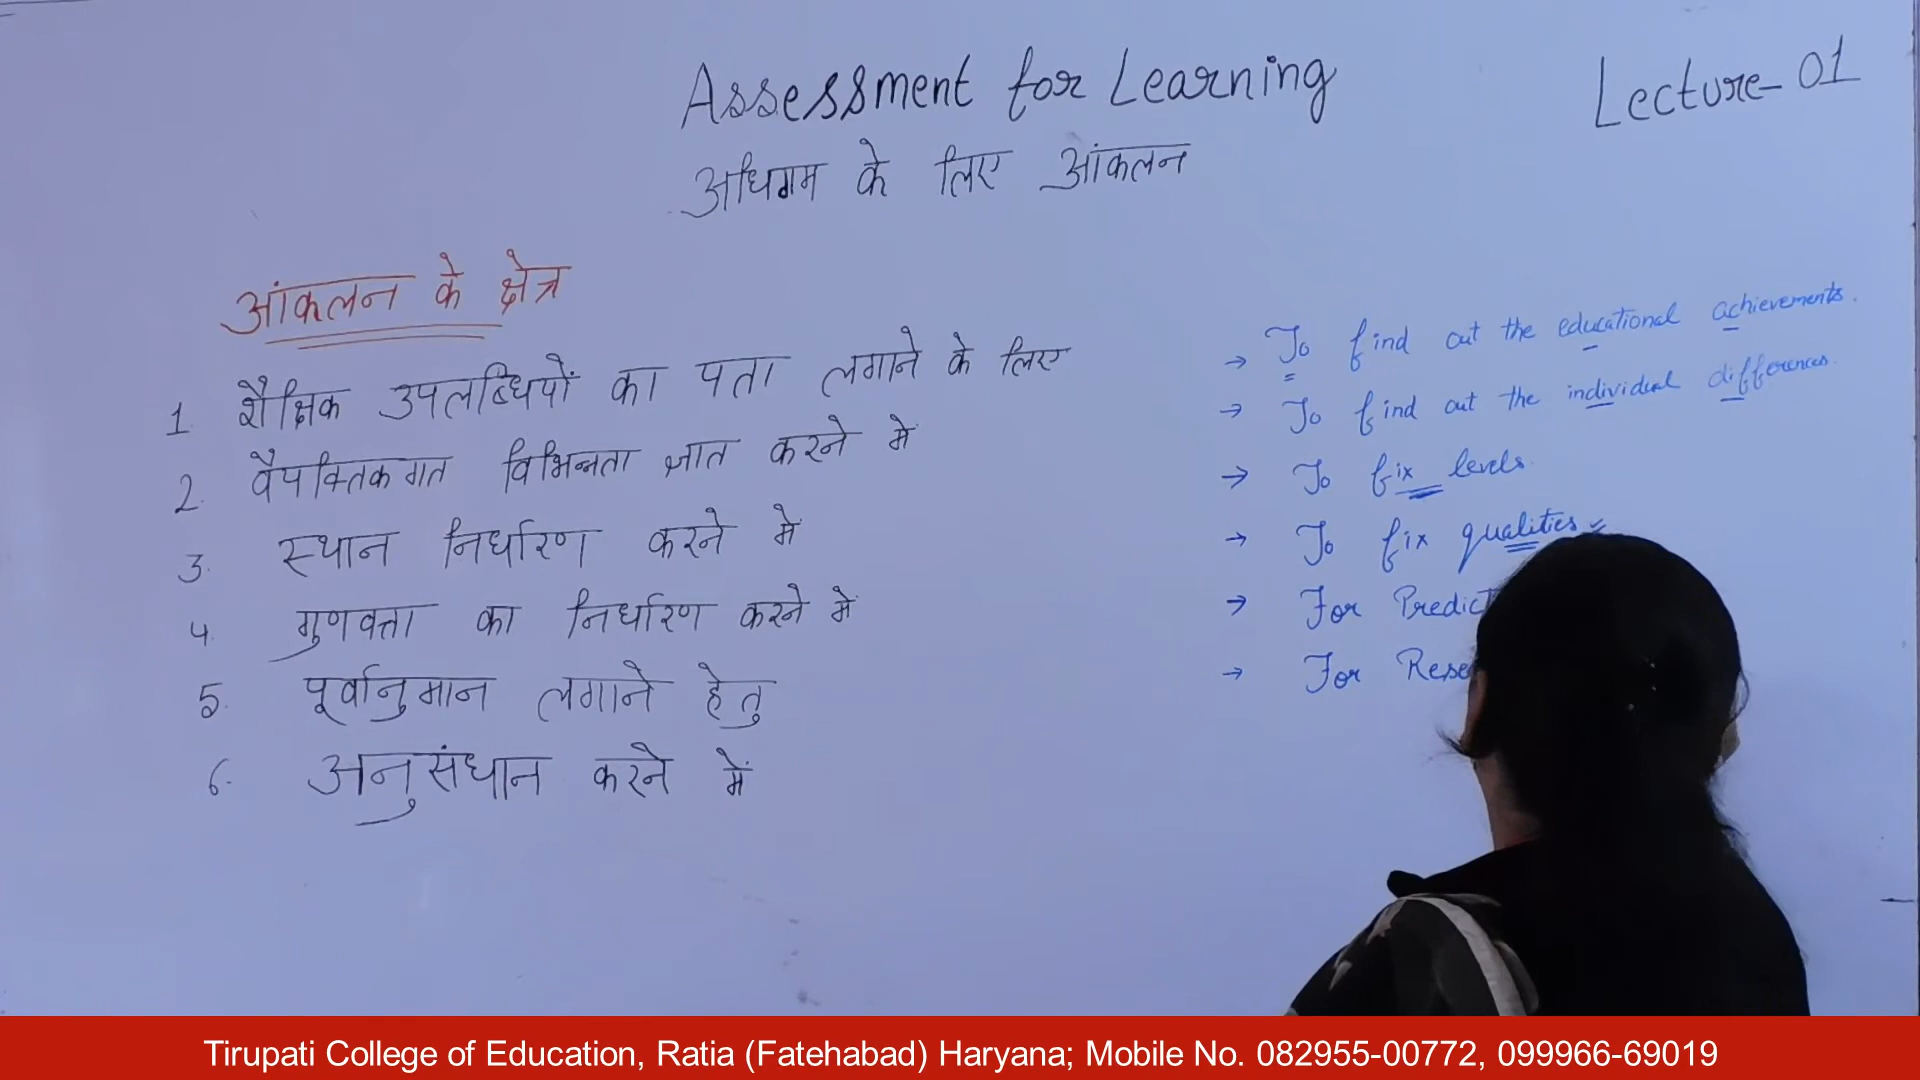 Assessment for Learning
Lecture-01
अधिगम के लिए आंकलन
आंकलन के क्षेत्र
1. शैक्षिक उपलब्धियों का पता लगाने के लिए
2. वैयक्तिकगत विभिन्नता ज्ञात करने में
3. स्थान निर्धारण करने में
4. गुणवत्ता का निर्धारण करने में
5. पूर्वानुमान लगाने हेतु
6. अनुसंधान करने में
→ To find out the educational achievements.
→ To find out the individual differences.
→ To fix levels.
→ To fix qualities
→ For
→ For
Tirupati College of Education, Ratia (Fatehabad) Haryana; Mobile No. 082955-00772, 099966-69019